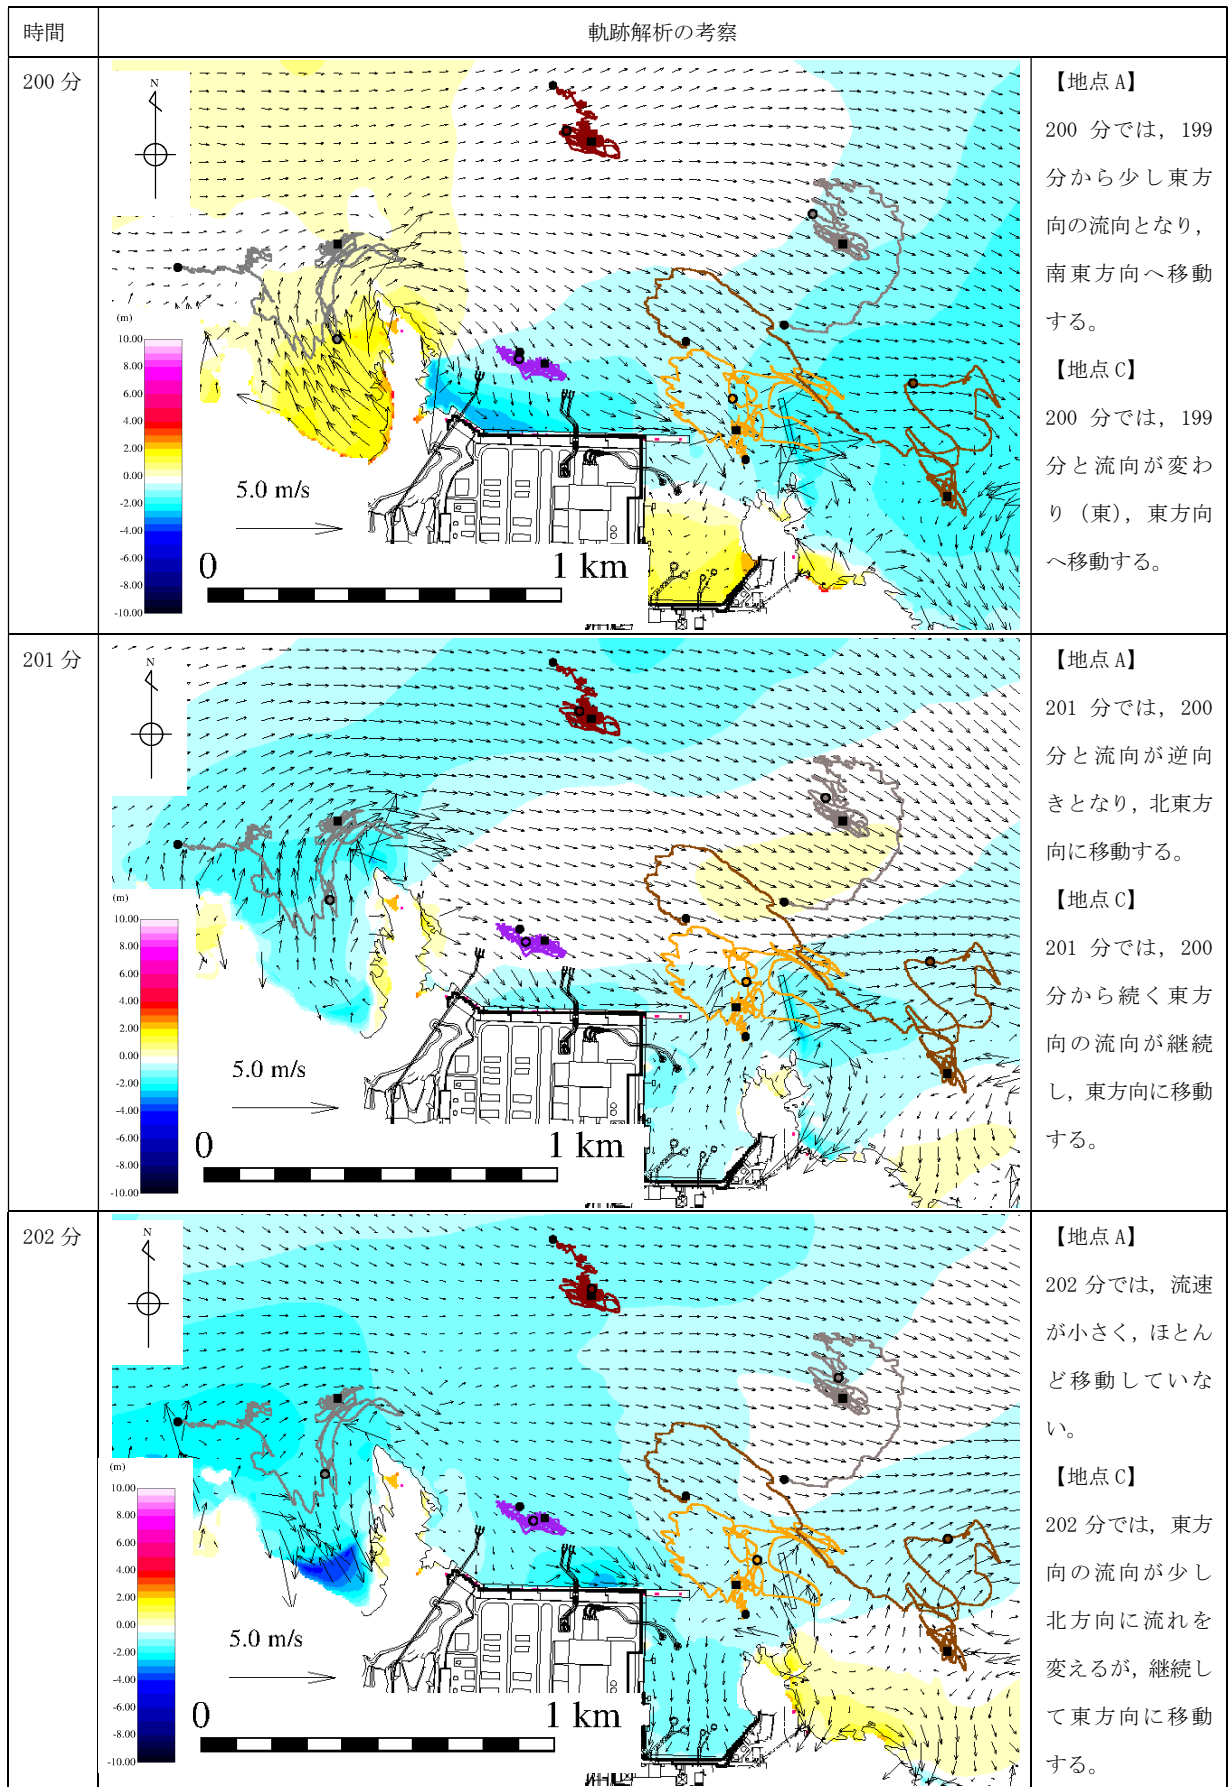 時間
軌跡解析の考察
200 分
N
(m)
10.00
8.00
6.00
4.00
2.00
0.00
-2.00
-4.00
-6.00
-8.00
-10.00
5.0 m/s
0
1 km
【地点 A】
200 分では，199
分から少し東方
向の流向となり，
南東方向へ移動
する。
【地点 C】
200 分では，199
分と流向が変わ
り（東），東方向
へ移動する。
201 分
N
(m)
10.00
8.00
6.00
4.00
2.00
0.00
-2.00
-4.00
-6.00
-8.00
-10.00
5.0 m/s
0
1 km
【地点 A】
201 分では，200
分と流向が逆向
きとなり，北東方
向に移動する。
【地点 C】
201 分では，200
分から続く東方
向の流向が継続
し，東方向に移動
する。
202 分
N
(m)
10.00
8.00
6.00
4.00
2.00
0.00
-2.00
-4.00
-6.00
-8.00
-10.00
5.0 m/s
0
1 km
【地点 A】
202 分では，流速
が小さく，ほとん
ど移動していな
い。
【地点 C】
202 分では，東方
向の流向が少し
北方向に流れを
変えるが，継続し
て東方向に移動
する。